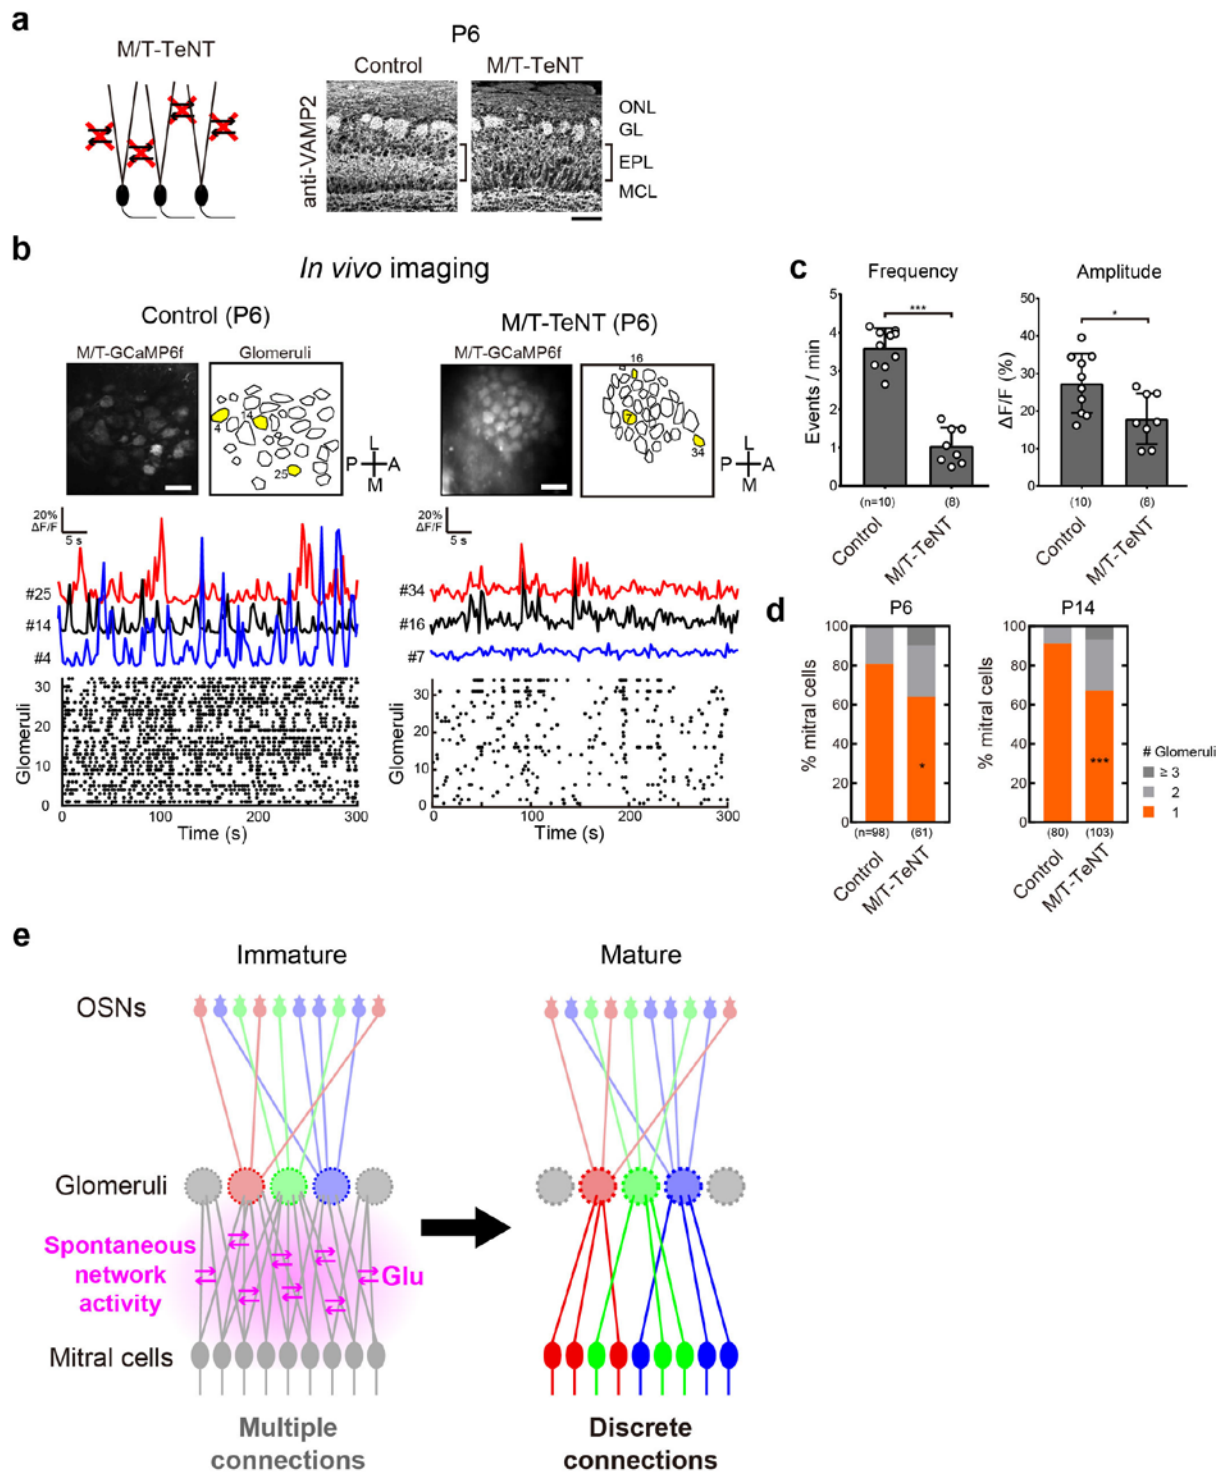 a
M/T-TeNT
P6
Control
M/T-TeNT
anti-VAMP2
ONL
GL
EPL
MCL
b
In vivo imaging
Control (P6)
M/T-GCaMP6f
Glomeruli
14
4
25
L
P
A
M
M/T-TeNT (P6)
M/T-GCaMP6f
16
7
34
L
P
A
M
20%
ΔF/F
5 s
#25
#14
#4
20%
ΔF/F
5 s
#34
#16
#7
Glomeruli
30
20
10
0
0
100
200
300
Time (s)
Glomeruli
30
20
10
0
0
100
200
300
Time (s)
c
Frequency
Events / min
5
4
3
2
1
0
***
(n=10)
(8)
Control
M/T-TeNT
Amplitude
ΔF/F (%)
50
40
30
20
10
0
*
(10)
(8)
Control
M/T-TeNT
d
P6
% mitral cells
100
80
60
40
20
0
*
(n=98)
(61)
Control
M/T-TeNT
P14
% mitral cells
100
80
60
40
20
0
***
(80)
(103)
Control
M/T-TeNT
# Glomeruli
≥ 3
2
1
e
Immature
Mature
OSNs
Glomeruli
Spontaneous
network
activity
Glu
Mitral cells
Multiple
connections
Discrete
connections